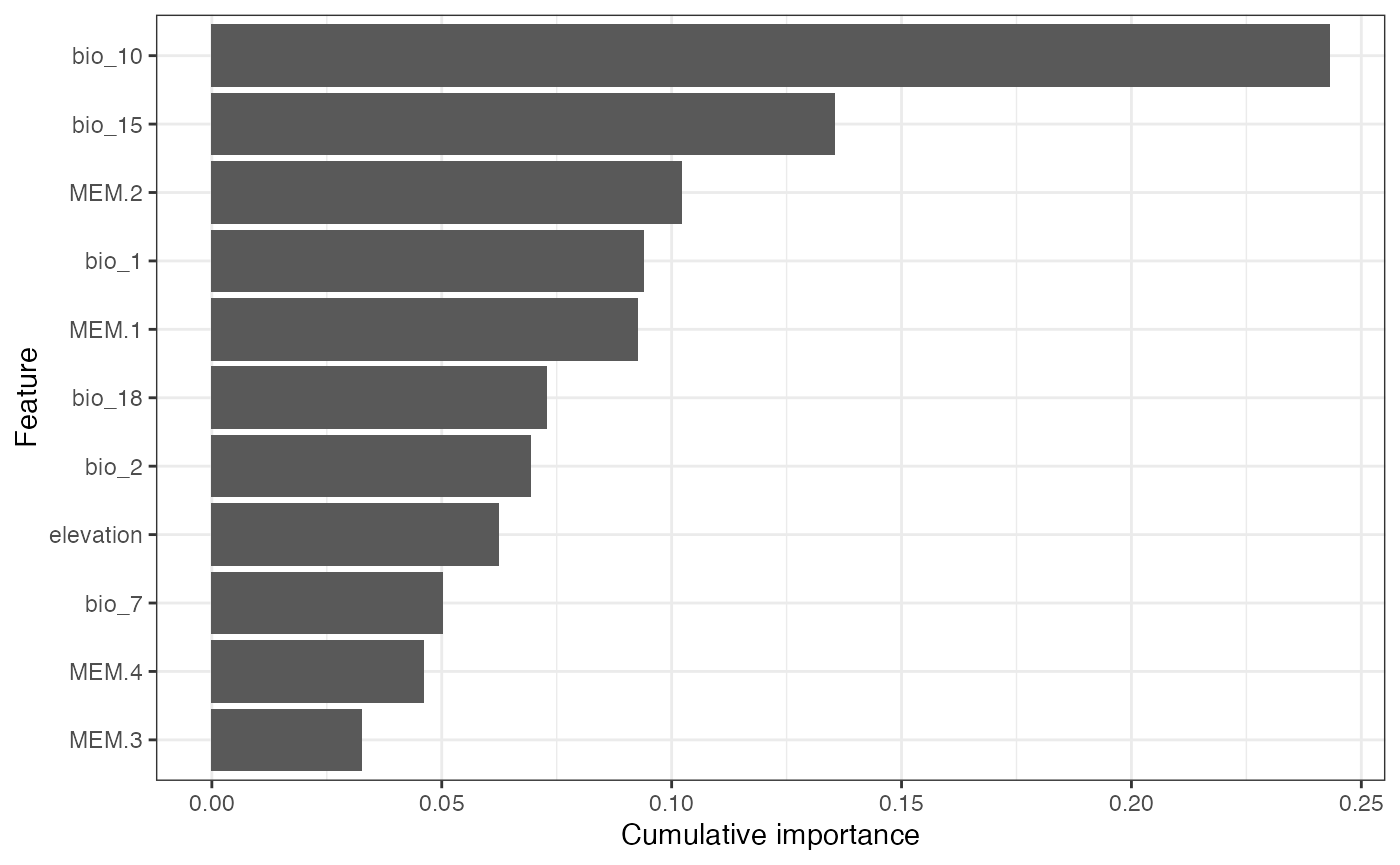 Feature
bio_10
bio_15
MEM.2
bio_1
MEM.1
bio_18
bio_2
elevation
bio_7
MEM.4
MEM.3
0.00 0.05 0.10 0.15 0.20 0.25
Cumulative importance